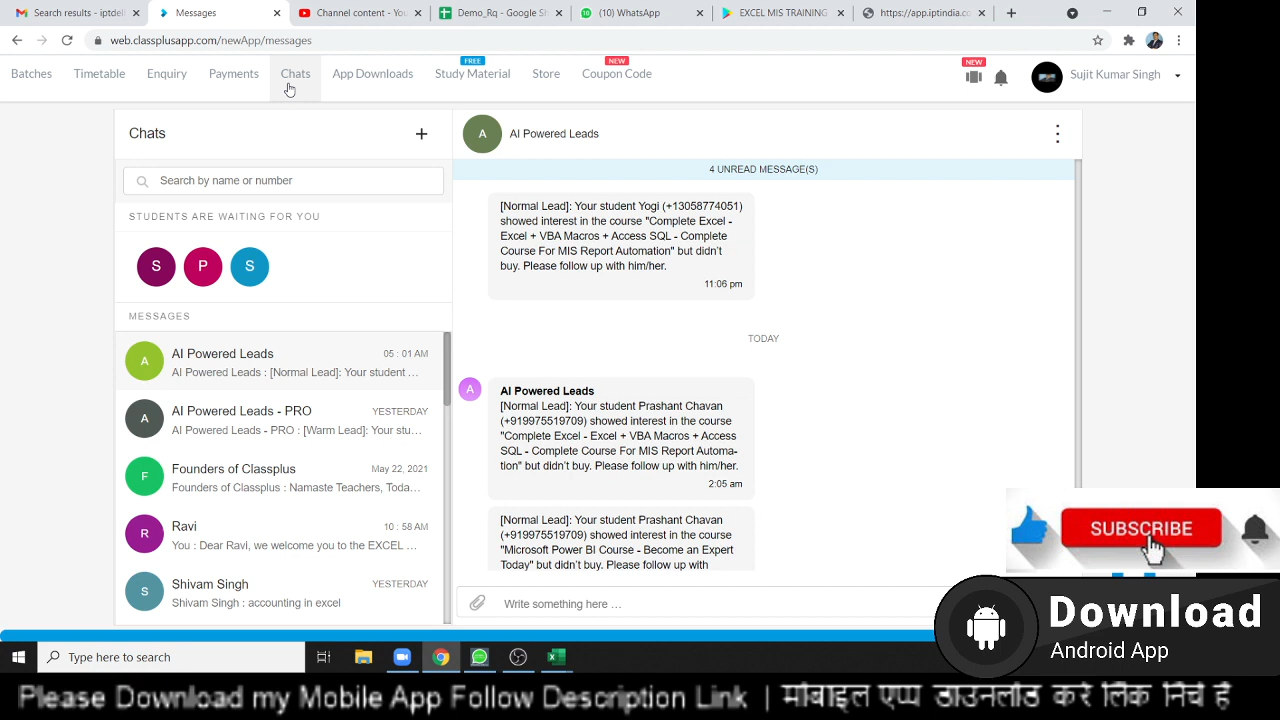 Search results - iptdell
Messages
Channel content - You
Demo_Rq - Google Sl
(10) WhatsApp
EXCEL MIS TRAINING
https://app.iptindia.co
web.classplusapp.com/newApp/messages
Batches
Timetable
Enquiry
Payments
Chats
App Downloads
FREE
Study Material
Store
NEW
Coupon Code
NEW
Sujit Kumar Singh
Chats
Search by name or number
STUDENTS ARE WAITING FOR YOU
S
P
S
MESSAGES
A
AI Powered Leads
05 : 01 AM
AI Powered Leads : [Normal Lead]: Your student ...
A
AI Powered Leads - PRO
YESTERDAY
AI Powered Leads - PRO : [Warm Lead]: Your stu...
F
Founders of Classplus
May 22, 2021
Founders of Classplus : Namaste Teachers, Toda...
R
Ravi
10 : 58 AM
You : Dear Ravi, we welcome you to the EXCEL ...
S
Shivam Singh
YESTERDAY
Shivam Singh : accounting in excel
A
AI Powered Leads
4 UNREAD MESSAGE(S)
[Normal Lead]: Your student Yogi (+13058774051)
showed interest in the course "Complete Excel -
Excel + VBA Macros + Access SQL - Complete
Course For MIS Report Automation" but didn't
buy. Please follow up with him/her.
11:06 pm
TODAY
A
AI Powered Leads
[Normal Lead]: Your student Prashant Chavan
(+919975519709) showed interest in the course
"Complete Excel - Excel + VBA Macros + Access
SQL - Complete Course For MIS Report Automa-
tion" but didn't buy. Please follow up with him/her.
2:05 am
[Normal Lead]: Your student Prashant Chavan
(+919975519709) showed interest in the course
"Microsoft Power BI Course - Become an Expert
Today" but didn't buy. Please follow up with
Write something here ...
SUBSCRIBE
Download
Android App
Type here to search
Please Download my Mobile App Follow Description Link | मोबाइल एप्प डाउनलोड करे लिंक निचे है